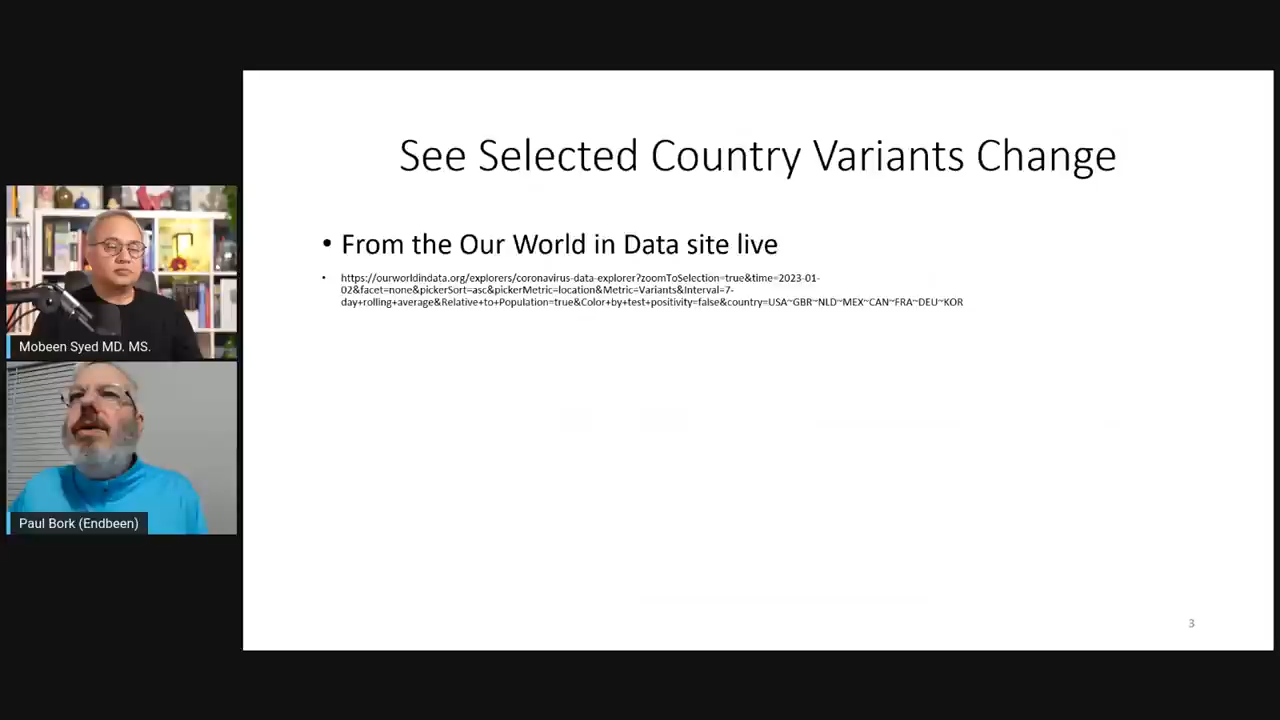 See Selected Country Variants Change
• From the Our World in Data site live
• https://ourworldindata.org/explorers/coronavirus-data-explorer?zoomToSelection=true&time=2023-01-
02&facet=none&pickerSort=asc&pickerMetric=location&Metric=Variants&Interval=7-
day+rolling+average&Relative+to+Population=true&Color+by+test+positivity=false&country=USA~GBR~NLD~MEX~CAN~FRA~DEU~KOR
Mobeen Syed MD. MS.
Paul Bork (Endbeen)
3